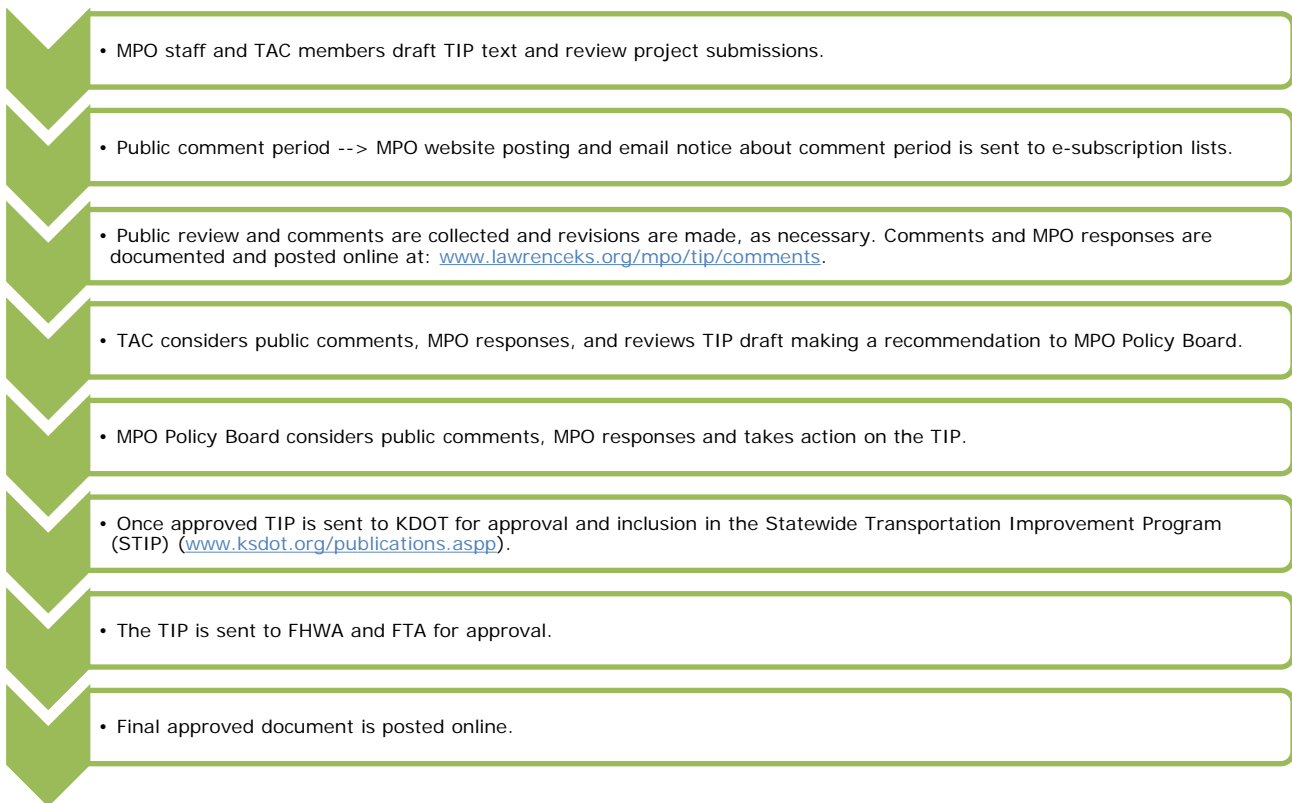 • MPO staff and TAC members draft TIP text and review project submissions.
• Public comment period --> MPO website posting and email notice about comment period is sent to e-subscription lists.
• Public review and comments are collected and revisions are made, as necessary. Comments and MPO responses are
documented and posted online at: www.lawrenceks.org/mpo/tip/comments.
• TAC considers public comments, MPO responses, and reviews TIP draft making a recommendation to MPO Policy Board.
• MPO Policy Board considers public comments, MPO responses and takes action on the TIP.
• Once approved TIP is sent to KDOT for approval and inclusion in the Statewide Transportation Improvement Program
(STIP) (www.ksdot.org/publications.aspp).
• The TIP is sent to FHWA and FTA for approval.
• Final approved document is posted online.